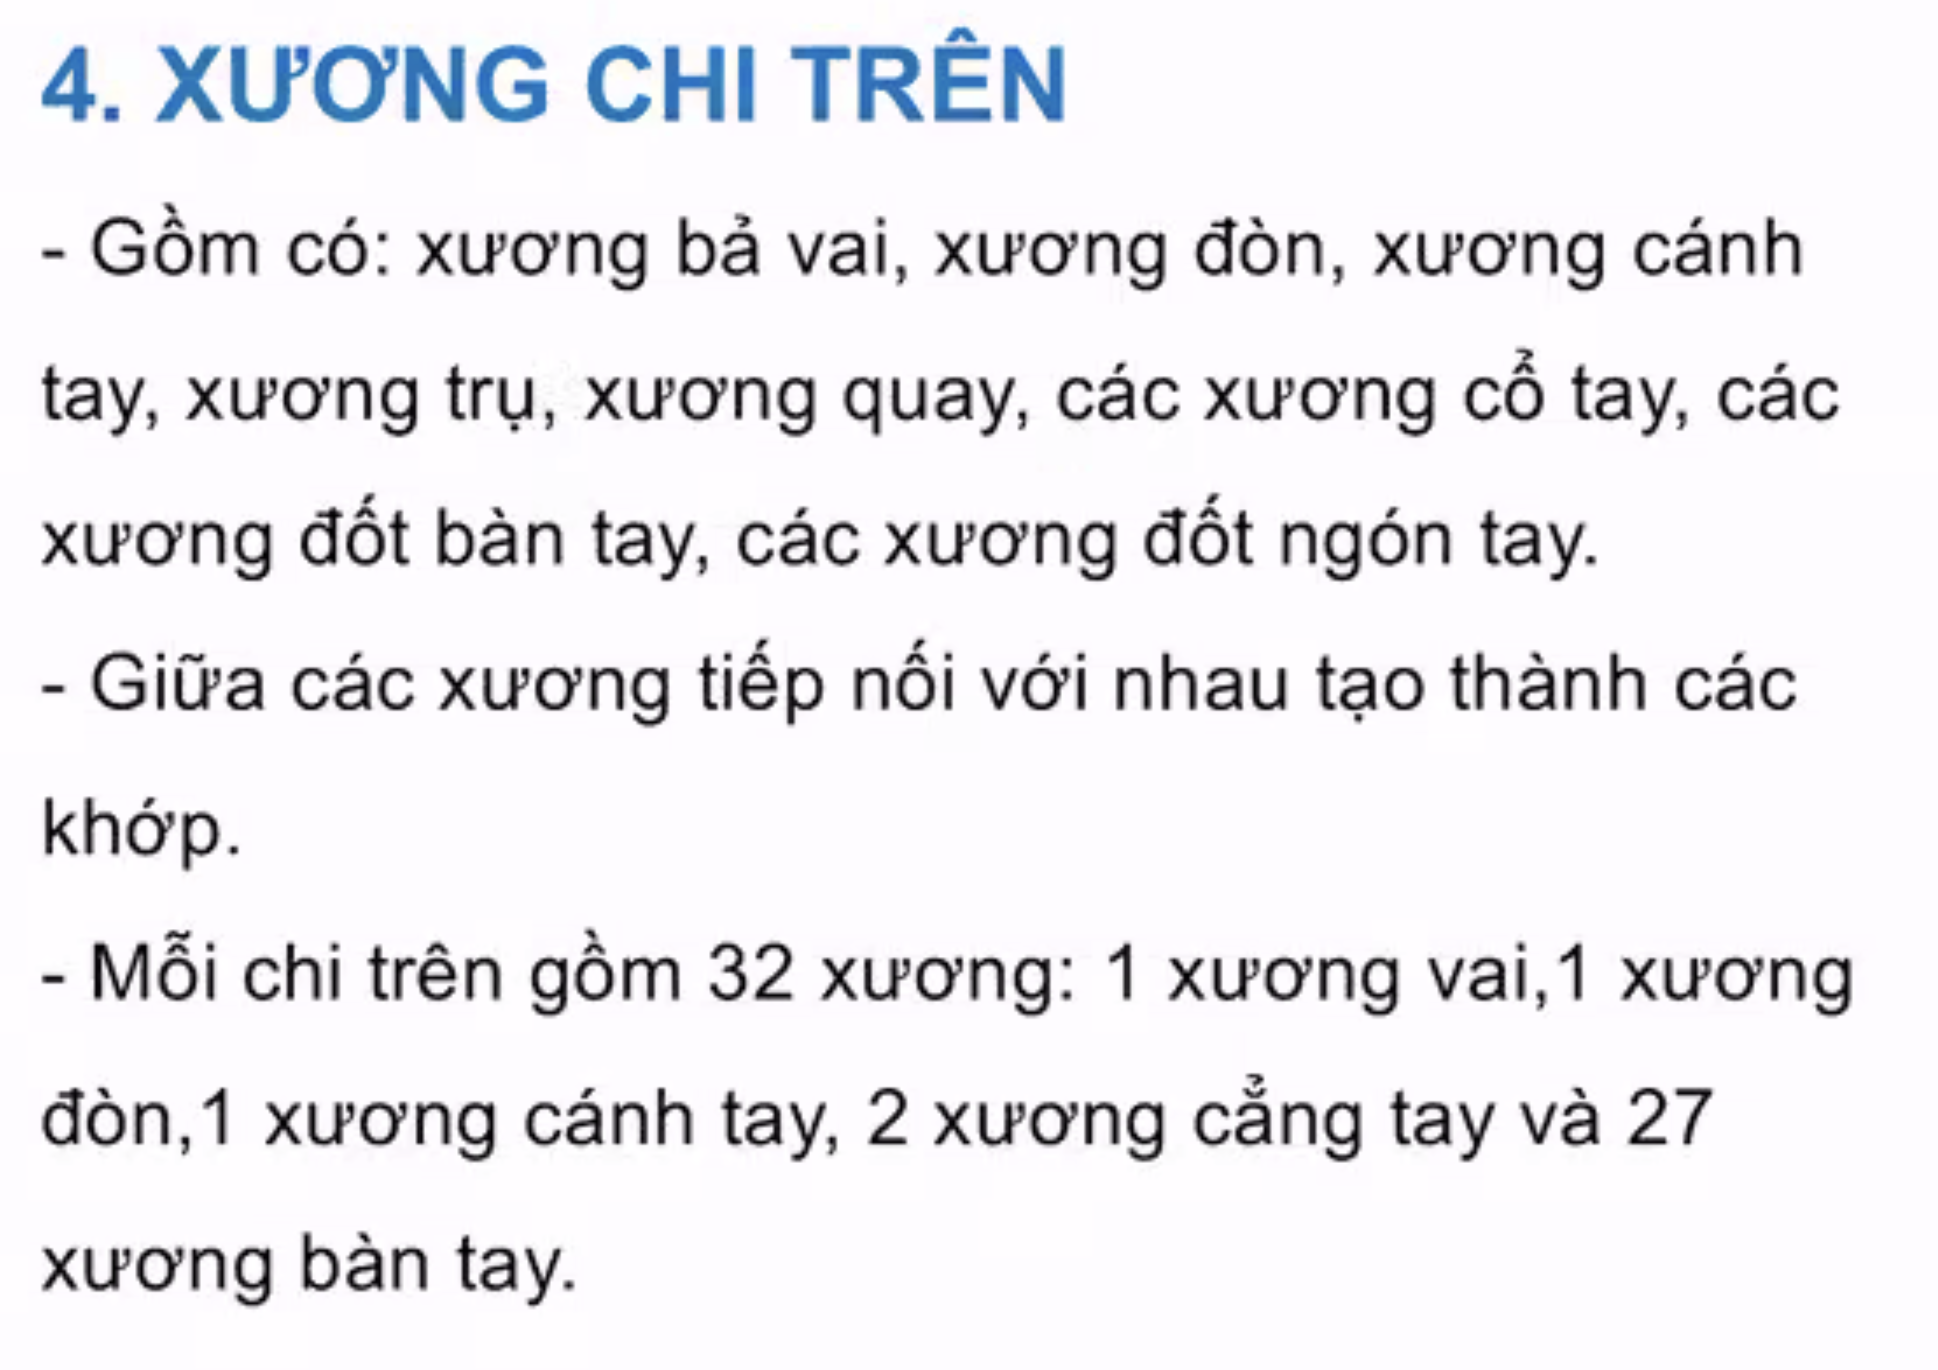 4. XƯƠNG CHI TRÊN
- Gồm có: xương bả vai, xương đòn, xương cánh
tay, xương trụ, xương quay, các xương cổ tay, các
xương đốt bàn tay, các xương đốt ngón tay.
- Giữa các xương tiếp nối với nhau tạo thành các
khớp.
- Mỗi chi trên gồm 32 xương: 1 xương vai,1 xương
đòn,1 xương cánh tay, 2 xương cẳng tay và 27
xương bàn tay.